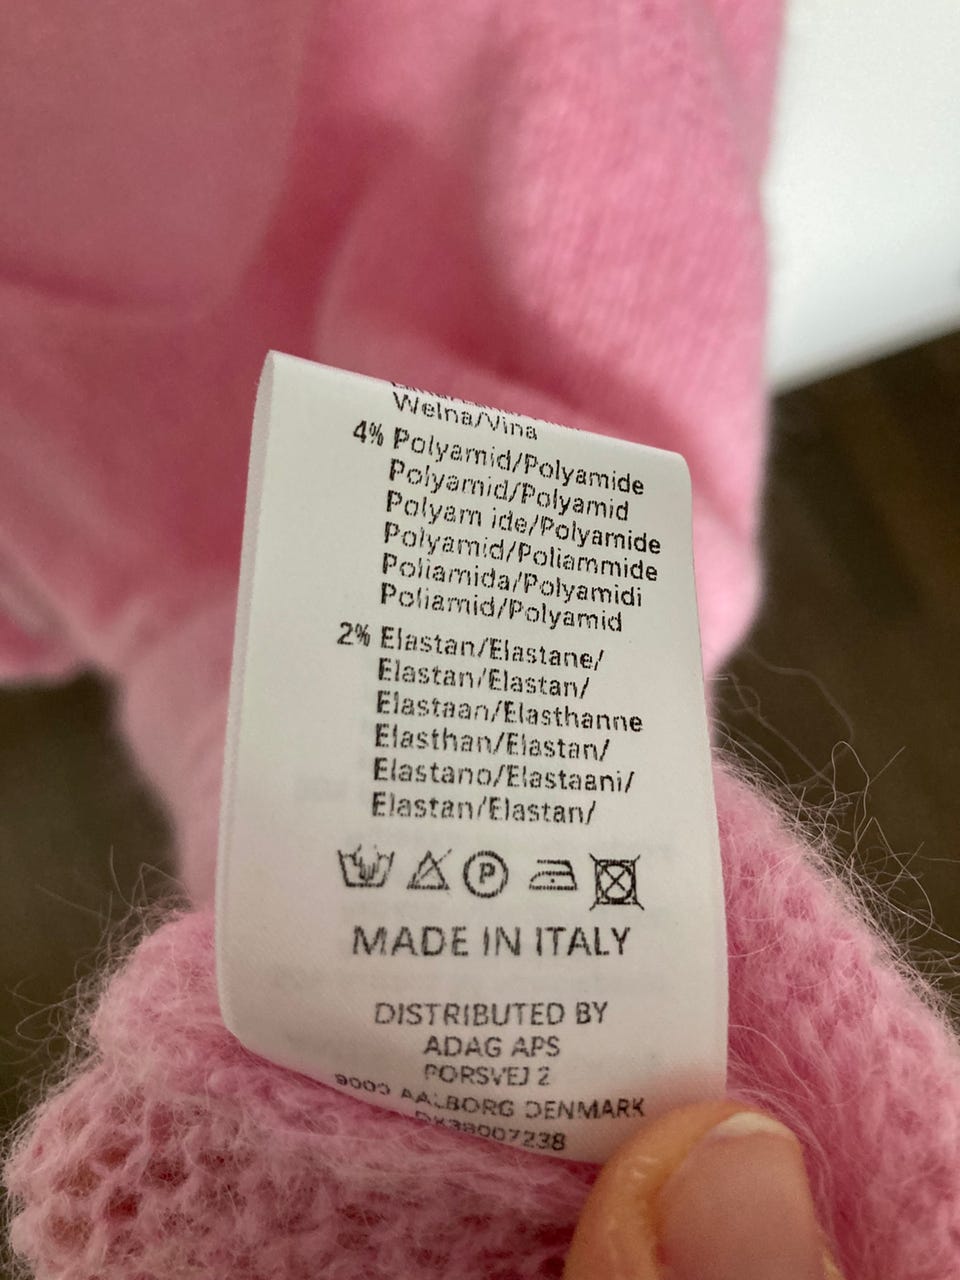 Welna/Vina
4% Polyamid/Polyamide
Polyamid/Polyamid
Polyam ide/Polyamide
Polyamid/Poliammide
Poliamida/Polyamidi
Poliamid/Polyamid
2% Elastan/Elastane/
Elastan/Elastan/
Elastaan/Elasthanne
Elasthan/Elastan/
Elastano/Elastaani/
Elastan/Elastan/
P
MADE IN ITALY
DISTRIBUTED BY
ADAG APS
PORSVEJ 2
9000 AALBORG DENMARK
DK38007238